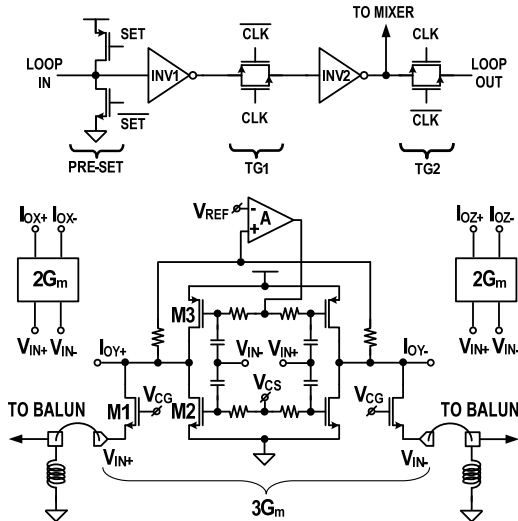 SET
CLK
TO MIXER
LOOP IN
INV1
INV2
LOOP OUT
SET
CLK
CLK
PRE-SET
TG1
TG2
IOX+ IOX-
VREF
-
+
A
IOZ+ IOZ-
2Gm
M3
2Gm
VIN+ VIN-
VIN- VIN+
VIN+ VIN-
IOY+
IOY-
VCG
VCS
VCG
TO BALUN
M1
M2
TO BALUN
VIN+
VIN-
3Gm